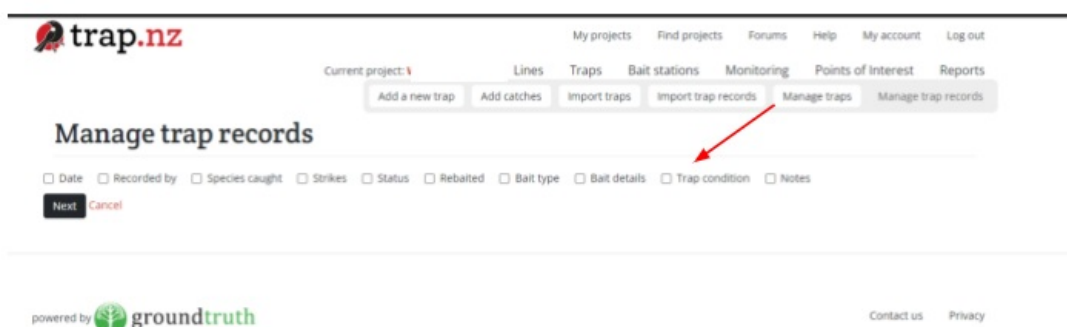 trap.nz
My projects Find projects Forums Help My account Log out
Current project: Lines Traps Bait stations Monitoring Points of Interest Reports
Add a new trap Add catches Import traps Import trap records Manage traps Manage trap records
Manage trap records
Date Recorded by Species caught Strikes Status Rebaited Bait type Bait details Trap condition Notes
Next Cancel
powered by groundtruth Contact us Privacy